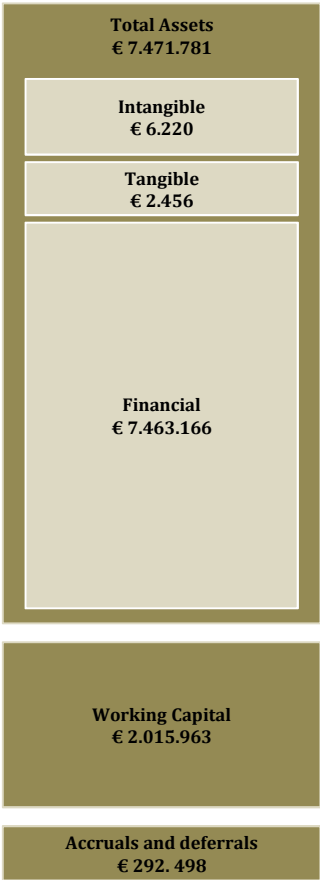 Total Assets
€ 7.471.781
Intangible
€ 6.220
Tangible
€ 2.456
Financial
€ 7.463.166
Working Capital
€ 2.015.963
Accruals and deferrals
€ 292. 498